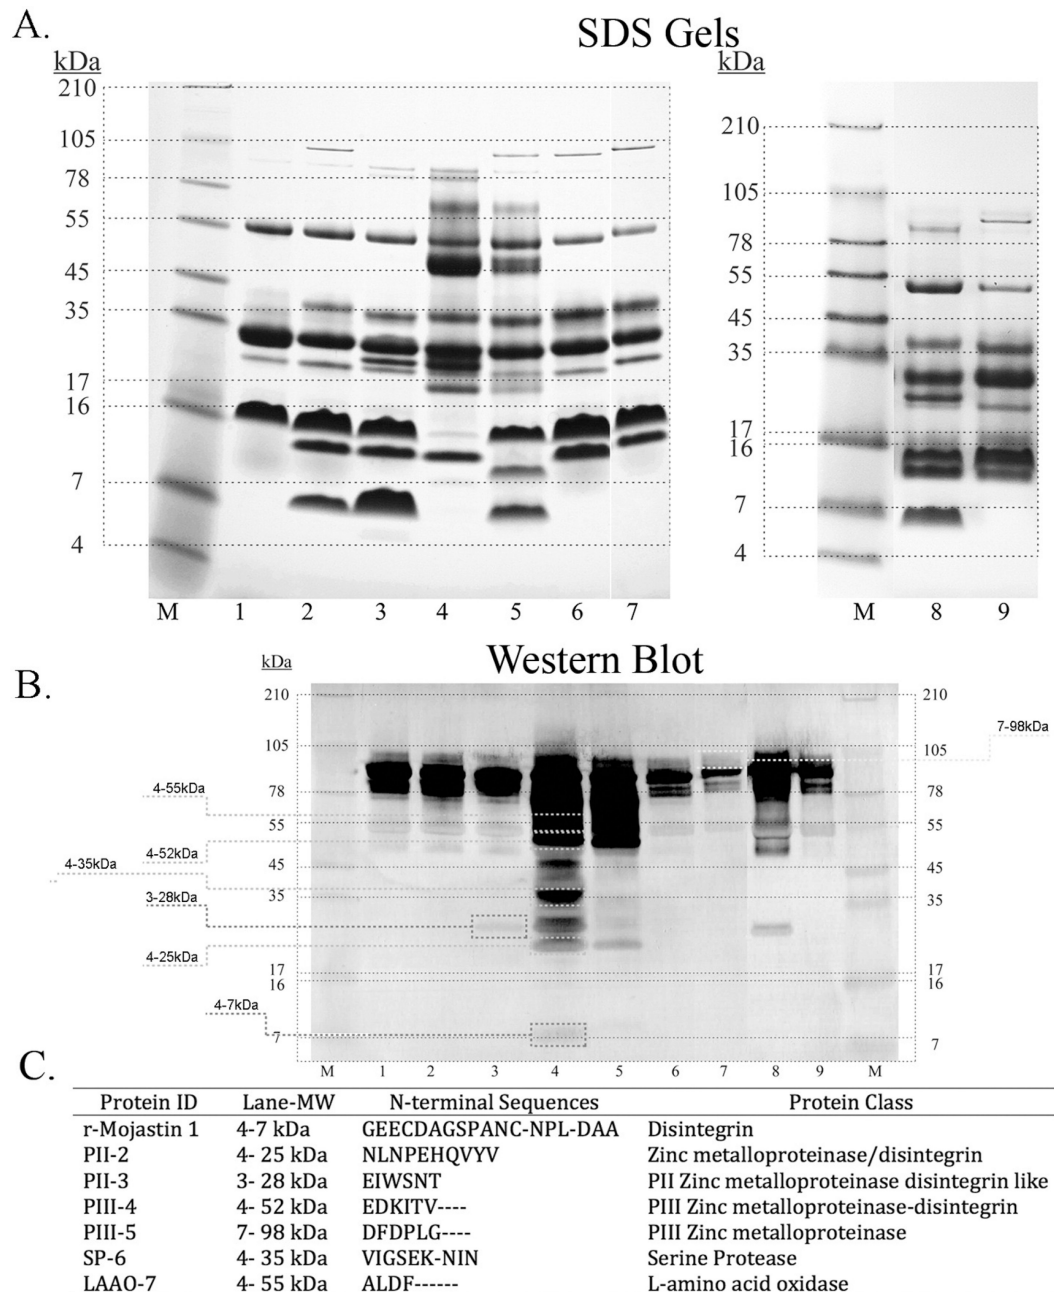 A.
SDS Gels
kDa
kDa
210
105
78
55
45
35
17
16
7
4
210
105
78
55
45
35
17
16
7
4
M 1 2 3 4 5 6 7
M 8 9
B.
Western Blot
kDa
210
105
78
55
45
35
17
16
7
210
105
78
55
45
35
17
16
7
7-98kDa
4-55kDa
4-52kDa
4-35kDa
3-28kDa
4-25kDa
4-7kDa
M 1 2 3 4 5 6 7 8 9 M
C.
Protein ID Lane-MW N-terminal Sequences Protein Class
r-Mojastin 1 4-7 kDa GEECDAGSPANC-NPL-DAA Disintegrin
PII-2 4- 25 kDa NLNPEHQVYV Zinc metalloproteinase/disintegrin
PII-3 3- 28 kDa EIWSNT PII Zinc metalloproteinase disintegrin like
PIII-4 4- 52 kDa EDKITV---- PIII Zinc metalloproteinase-disintegrin
PIII-5 7- 98 kDa DFDPLG---- PIII Zinc metalloproteinase
SP-6 4- 35 kDa VIGSEK-NIN Serine Protease
LAAO-7 4- 55 kDa ALDF------ L-amino acid oxidase